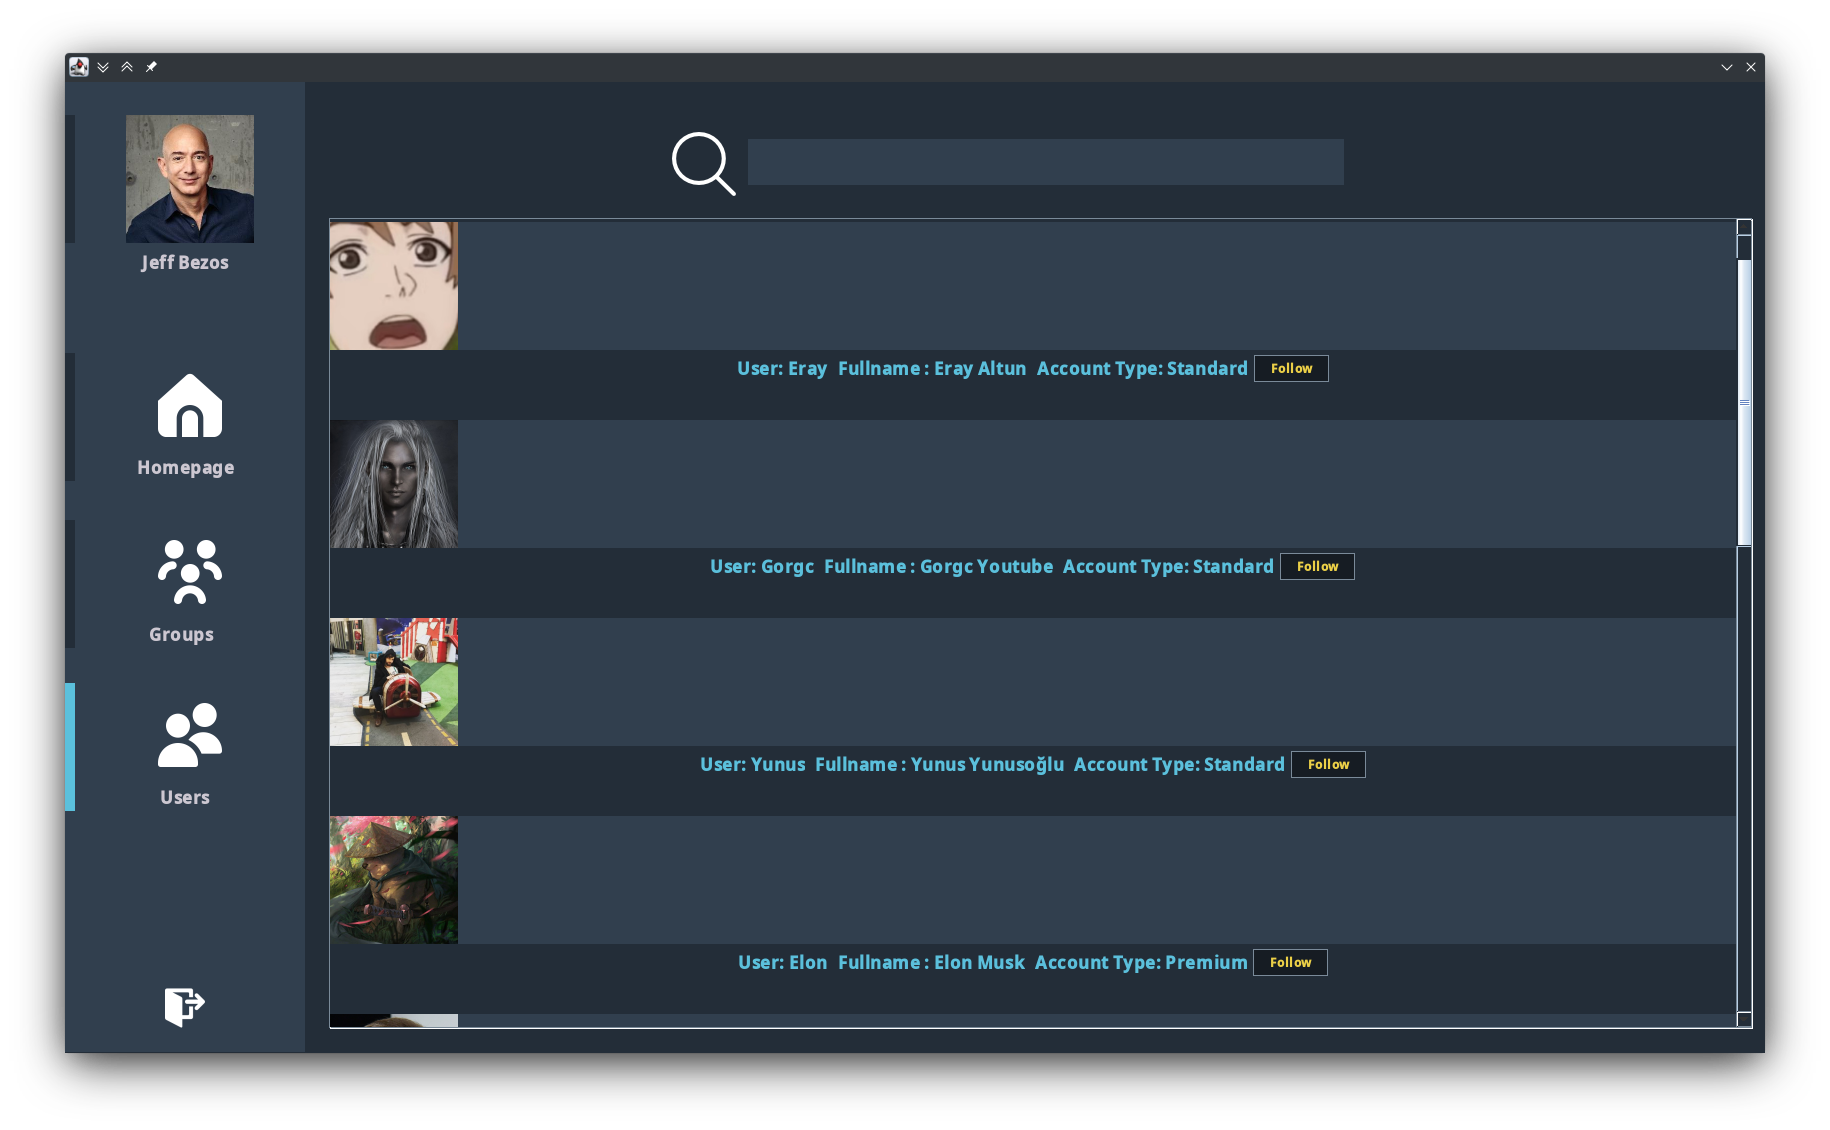 Jeff Bezos
Homepage
Groups
Users
User: Eray Fullname : Eray Altun Account Type: Standard Follow
User: Gorgc Fullname : Gorgc Youtube Account Type: Standard Follow
User: Yunus Fullname : Yunus Yunusoğlu Account Type: Standard Follow
User: Elon Fullname : Elon Musk Account Type: Premium Follow